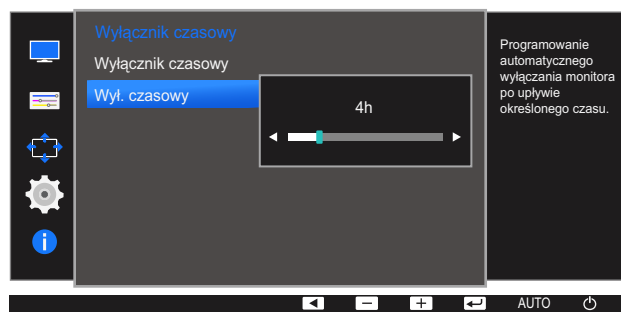 Wyłącznik czasowy
Wyłącznik czasowy
Wył. czasowy
4h
Programowanie
automatycznego
wyłączania monitora
po upływie
określonego czasu.
AUTO